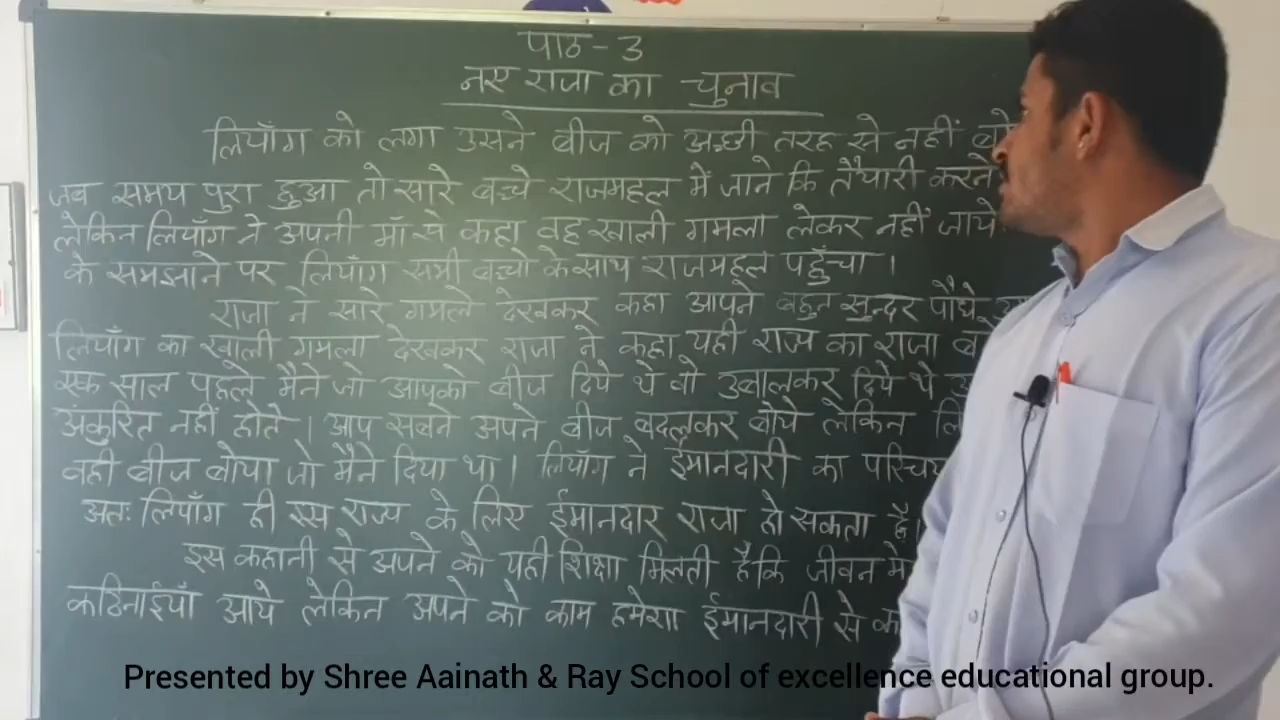 पाठ - 3
नए राजा का चुनाव
लियाँग को लगा उसने बीज को अच्छी तरह से नहीं
जब समय पुरा हुआ तो सारे बच्चे राजमहल में जाने कि तैयारी करने
लेकिन लियाँग ने अपनी माँ से कहा वह खाली गमला लेकर नहीं
के समझाने पर लियाँग सभी बच्चो के साथ राजमहल पहुँचा ।
राजा ने सारे गमले देखकर कहा आपने बहुत सुन्दर पौधे
लियाँग का खाली गमला देखकर राजा ने कहा यही राज्य का राजा
एक साल पहले मैने जो आपको बीज दिये थे वो उबालकर दिये थे
अंकुरित नहीं होते । आप सबने अपने बीज बदलकर बोये लेकिन
वही बीज बोया जो मैने दिया था । लियाँग ने ईमानदारी का
अतः लियाँग ही इस राज्य के लिए ईमानदार राजा हो सकता है।
इस कहानी से अपने को यही शिक्षा मिलती हैकि जीवन मे
कठिनाईयाँ आये लेकिन अपने को काम हमेशा ईमानदारी से
Presented by Shree Aainath & Ray School of excellence educational group.